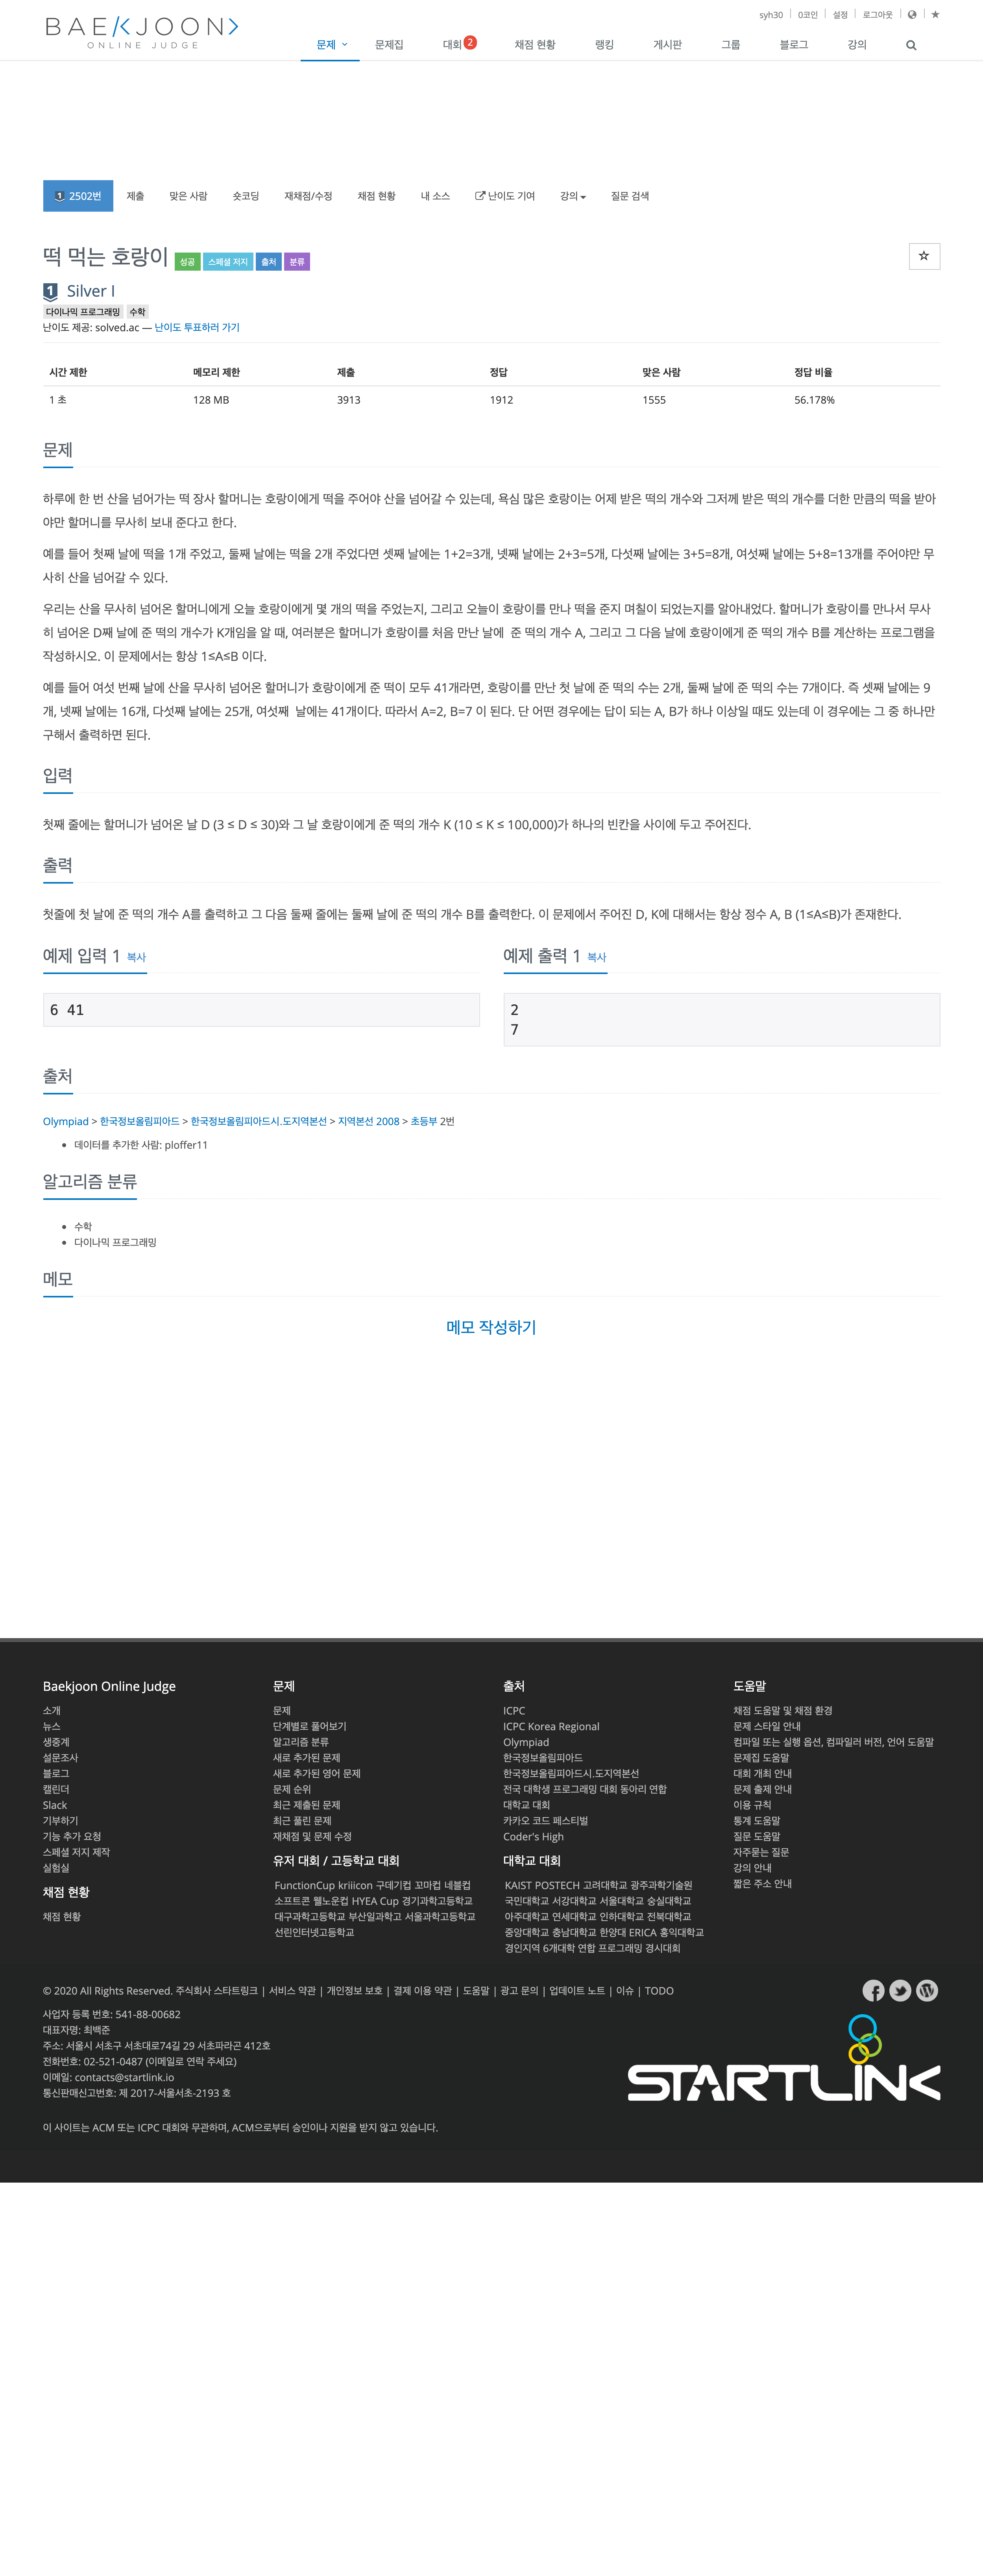 BAEKJOON>
ONLINE JUDGE
syh30 0코인 설정 로그아웃
문제 문제집 대회 2 채점 현황 랭킹 게시판 그룹 블로그 강의
1 2502번 제출 맞은 사람 숏코딩 재채점/수정 채점 현황 내 소스 난이도 기여 강의 질문 검색
떡 먹는 호랑이 성공 스페셜 저지 출처 분류
1 Silver I
다이나믹 프로그래밍 수학
난이도 제공: solved.ac — 난이도 투표하러 가기
시간 제한 메모리 제한 제출 정답 맞은 사람 정답 비율
1 초 128 MB 3913 1912 1555 56.178%
문제
하루에 한 번 산을 넘어가는 떡 장사 할머니는 호랑이에게 떡을 주어야 산을 넘어갈 수 있는데, 욕심 많은 호랑이는 어제 받은 떡의 개수와 그저께 받은 떡의 개수를 더한 만큼의 떡을 받아
야만 할머니를 무사히 보내 준다고 한다.
예를 들어 첫째 날에 떡을 1개 주었고, 둘째 날에는 떡을 2개 주었다면 셋째 날에는 1+2=3개, 넷째 날에는 2+3=5개, 다섯째 날에는 3+5=8개, 여섯째 날에는 5+8=13개를 주어야만 무
사히 산을 넘어갈 수 있다.
우리는 산을 무사히 넘어온 할머니에게 오늘 호랑이에게 몇 개의 떡을 주었는지, 그리고 오늘이 호랑이를 만나 떡을 준지 며칠이 되었는지를 알아내었다. 할머니가 호랑이를 만나서 무사
히 넘어온 D째 날에 준 떡의 개수가 K개임을 알 때, 여러분은 할머니가 호랑이를 처음 만난 날에 준 떡의 개수 A, 그리고 그 다음 날에 호랑이에게 준 떡의 개수 B를 계산하는 프로그램을
작성하시오. 이 문제에서는 항상 1≤A≤B 이다.
예를 들어 여섯 번째 날에 산을 무사히 넘어온 할머니가 호랑이에게 준 떡이 모두 41개라면, 호랑이를 만난 첫 날에 준 떡의 수는 2개, 둘째 날에 준 떡의 수는 7개이다. 즉 셋째 날에는 9
개, 넷째 날에는 16개, 다섯째 날에는 25개, 여섯째 날에는 41개이다. 따라서 A=2, B=7 이 된다. 단 어떤 경우에는 답이 되는 A, B가 하나 이상일 때도 있는데 이 경우에는 그 중 하나만
구해서 출력하면 된다.
입력
첫째 줄에는 할머니가 넘어온 날 D (3 ≤ D ≤ 30)와 그 날 호랑이에게 준 떡의 개수 K (10 ≤ K ≤ 100,000)가 하나의 빈칸을 사이에 두고 주어진다.
출력
첫줄에 첫 날에 준 떡의 개수 A를 출력하고 그 다음 둘째 줄에는 둘째 날에 준 떡의 개수 B를 출력한다. 이 문제에서 주어진 D, K에 대해서는 항상 정수 A, B (1≤A≤B)가 존재한다.
예제 입력 1 복사
6 41
예제 출력 1 복사
2
7
출처
Olympiad > 한국정보올림피아드 > 한국정보올림피아드시.도지역본선 > 지역본선 2008 > 초등부 2번
데이터를 추가한 사람: ploffer11
알고리즘 분류
수학
다이나믹 프로그래밍
메모
메모 작성하기
Baekjoon Online Judge
소개
뉴스
생중계
설문조사
블로그
캘린더
Slack
기부하기
기능 추가 요청
스페셜 저지 제작
실험실
채점 현황
채점 현황
문제
문제
단계별로 풀어보기
알고리즘 분류
새로 추가된 문제
새로 추가된 영어 문제
문제 순위
최근 제출된 문제
최근 풀린 문제
재채점 및 문제 수정
유저 대회 / 고등학교 대회
FunctionCup kriiicon 구데기컵 꼬마컵 네블컵
소프트콘 웰노운컵 HYEA Cup 경기과학고등학교
대구과학고등학교 부산일과학고 서울과학고등학교
선린인터넷고등학교
출처
ICPC
ICPC Korea Regional
Olympiad
한국정보올림피아드
한국정보올림피아드시.도지역본선
전국 대학생 프로그래밍 대회 동아리 연합
대학교 대회
카카오 코드 페스티벌
Coder's High
대학교 대회
KAIST POSTECH 고려대학교 광주과학기술원
국민대학교 서강대학교 서울대학교 숭실대학교
아주대학교 연세대학교 인하대학교 전북대학교
중앙대학교 충남대학교 한양대 ERICA 홍익대학교
경인지역 6개대학 연합 프로그래밍 경시대회
도움말
채점 도움말 및 채점 환경
문제 스타일 안내
컴파일 또는 실행 옵션, 컴파일러 버전, 언어 도움말
문제집 도움말
대회 개최 안내
문제 출제 안내
이용 규칙
통계 도움말
질문 도움말
자주묻는 질문
강의 안내
짧은 주소 안내
© 2020 All Rights Reserved. 주식회사 스타트링크 | 서비스 약관 | 개인정보 보호 | 결제 이용 약관 | 도움말 | 광고 문의 | 업데이트 노트 | 이슈 | TODO
사업자 등록 번호: 541-88-00682
대표자명: 최백준
주소: 서울시 서초구 서초대로74길 29 서초파라곤 412호
전화번호: 02-521-0487 (이메일로 연락 주세요)
이메일: contacts@startlink.io
통신판매신고번호: 제 2017-서울서초-2193 호
STARTLINK
이 사이트는 ACM 또는 ICPC 대회와 무관하며, ACM으로부터 승인이나 지원을 받지 않고 있습니다.